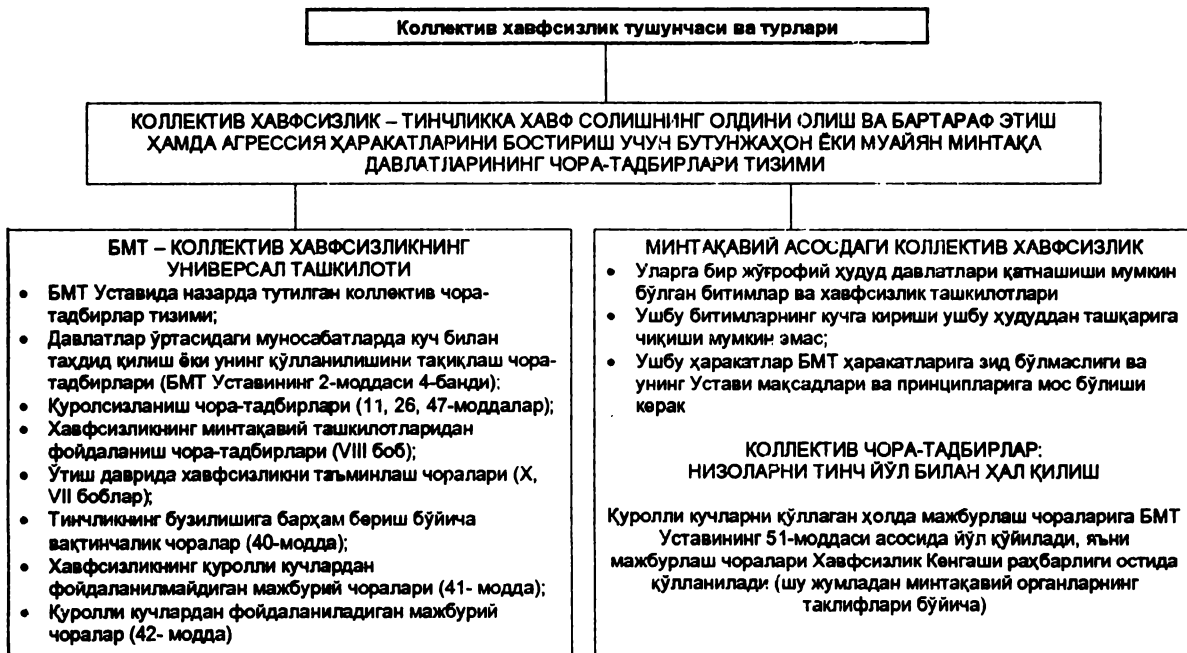 Коллектив хавфсизлик тушунчаси ва турлари
КОЛЛЕКТИВ ХАВФСИЗЛИК – ТИНЧЛИККА ХАВФ СОЛИШНИНГ ОЛДИНИ ОЛИШ ВА БАРТАРАФ ЭТИШ
ҲАМДА АГРЕССИЯ ҲАРАКАТЛАРИНИ БОСТИРИШ УЧУН БУТУНЖАҲОН ЁКИ МУАЙЯН МИНТАҚА
ДАВЛАТЛАРИНИНГ ЧОРА-ТАДБИРЛАРИ ТИЗИМИ
БМТ – КОЛЛЕКТИВ ХАВФСИЗЛИКНИНГ
УНИВЕРСАЛ ТАШКИЛОТИ
• БМТ Уставида назарда тутилган коллектив чора-
тадбирлар тизими;
• Давлатлар ўртасидаги муносабатларда куч билан
таҳдид қилиш ёки унинг қўлланилишини тақиқлаш чора-
тадбирлари (БМТ Уставининг 2-моддаси 4-банди):
• Қуролсизланиш чора-тадбирлари (11, 26, 47-моддалар);
• Хавфсизликнинг минтақавий ташкилотларидан
фойдаланиш чора-тадбирлари (VIII боб);
• Ўтиш даврида хавфсизликни таъминлаш чоралари (X,
VII боблар);
• Тинчликнинг бузилишига барҳам бериш бўйича
вақтинчалик чоралар (40-модда);
• Хавфсизликнинг қуролли кучлардан
фойдаланилмайдиган мажбурий чоралари (41- модда);
• Қуролли кучлардан фойдаланиладиган мажбурий
чоралар (42- модда)
МИНТАҚАВИЙ АСОСДАГИ КОЛЛЕКТИВ ХАВФСИЗЛИК
• Уларга бир жўғрофий ҳудуд давлатлари қатнашиши мумкин
бўлган битимлар ва хавфсизлик ташкилотлари
• Ушбу битимларнинг кучга кириши ушбу ҳудуддан ташқарига
чиқиши мумкин эмас;
• Ушбу ҳаракатлар БМТ ҳаракатларига зид бўлмаслиги ва
унинг Устави мақсадлари ва принципларига мос бўлиши
керак
КОЛЛЕКТИВ ЧОРА-ТАДБИРЛАР:
НИЗОЛАРНИ ТИНЧ ЙЎЛ БИЛАН ҲАЛ ҚИЛИШ
Қуролли кучларни қўллаган ҳолда мажбурлаш чораларига БМТ
Уставининг 51-моддаси асосида йўл қўйилади, яъни
мажбурлаш чоралари Хавфсизлик Кенгаши раҳбарлиги остида
қўлланилади (шу жумладан минтақавий органларнинг
таклифлари бўйича)